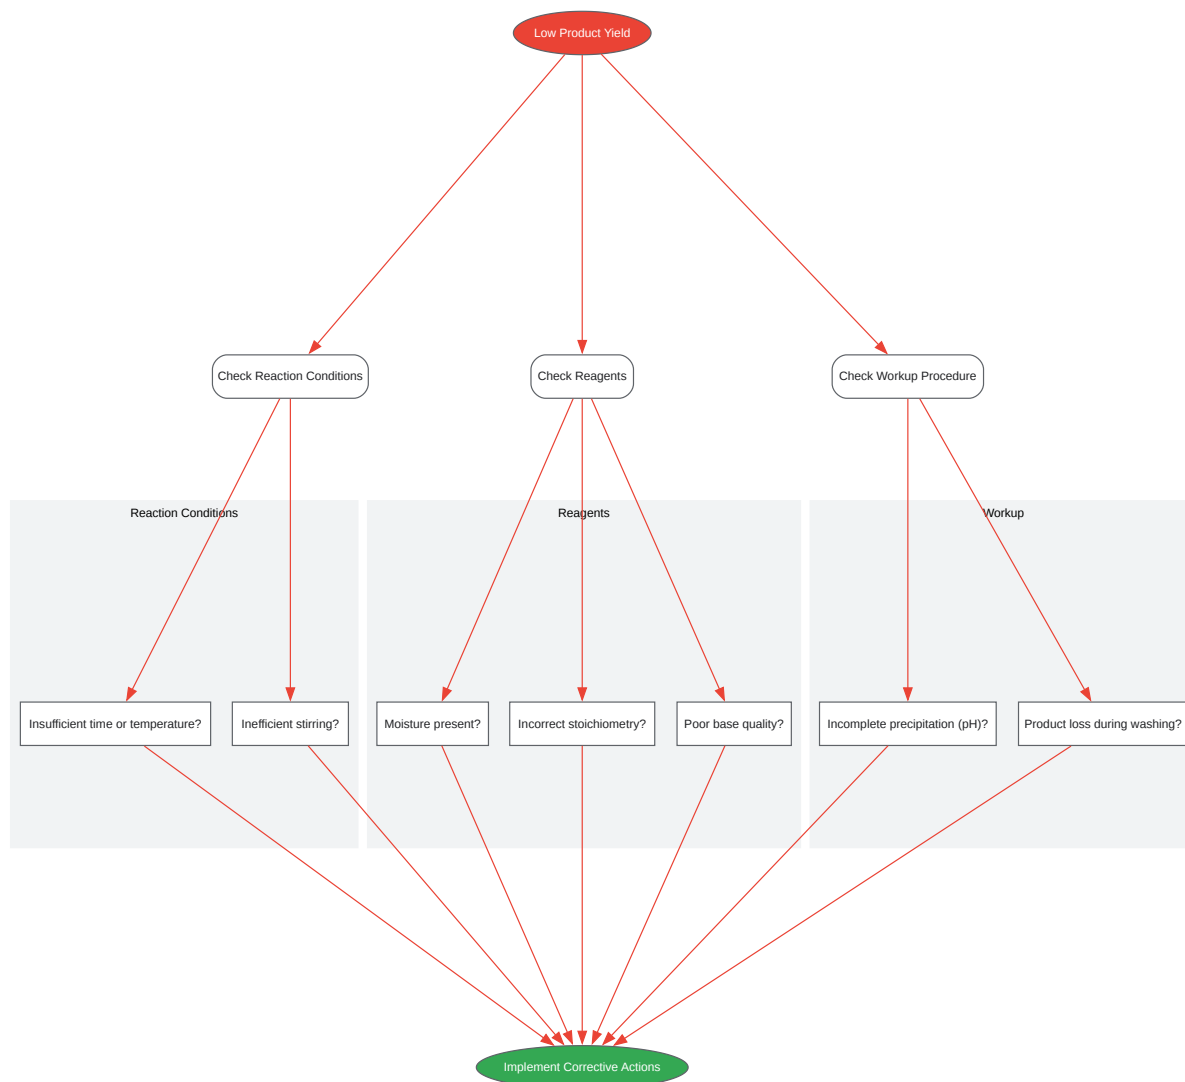 Low Product Yield
Check Reaction Conditions
Check Reagents
Check Workup Procedure
Reaction Conditions
Reagents
Workup
Insufficient time or temperature?
Inefficient stirring?
Moisture present?
Incorrect stoichiometry?
Poor base quality?
Incomplete precipitation (pH)?
Product loss during washing?
Implement Corrective Actions